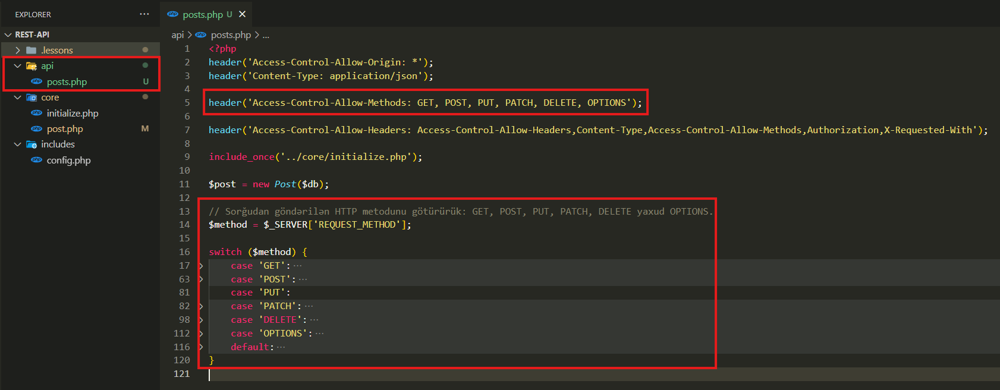 EXPLORER
REST-API
.lessons
api
posts.php U
core
initialize.php
post.php M
includes
config.php
posts.php U
api > posts.php > ...
1 <?php
2 header('Access-Control-Allow-Origin: *');
3 header('Content-Type: application/json');
4
5 header('Access-Control-Allow-Methods: GET, POST, PUT, PATCH, DELETE, OPTIONS');
6
7 header('Access-Control-Allow-Headers: Access-Control-Allow-Headers,Content-Type,Access-Control-Allow-Methods,Authorization,X-Requested-With');
8
9 include_once('../core/initialize.php');
10
11 $post = new Post($db);
12
13 // Sorğudan göndərilən HTTP metodunu götürürük: GET, POST, PUT, PATCH, DELETE yaxud OPTIONS.
14 $method = $_SERVER['REQUEST_METHOD'];
15
16 switch ($method) {
17 case 'GET': ...
63 case 'POST': ...
81 case 'PUT':
82 case 'PATCH': ...
98 case 'DELETE': ...
112 case 'OPTIONS': ...
116 default: ...
120 }
121